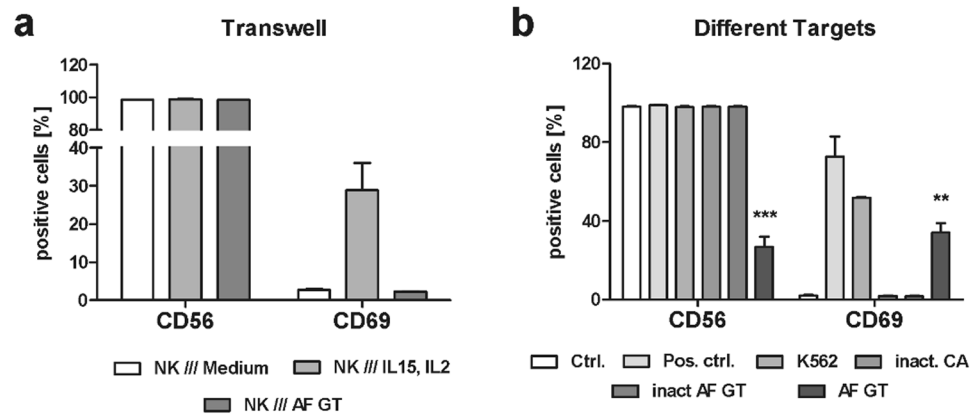 a
Transwell
120
100
80
40
30
20
10
0
positive cells [%]
CD56
CD69
NK /// Medium
NK /// IL15, IL2
NK /// AF GT
b
Different Targets
120
80
40
0
positive cells [%]
***
**
CD56
CD69
Ctrl.
Pos. ctrl.
K562
inact. CA
inact AF GT
AF GT